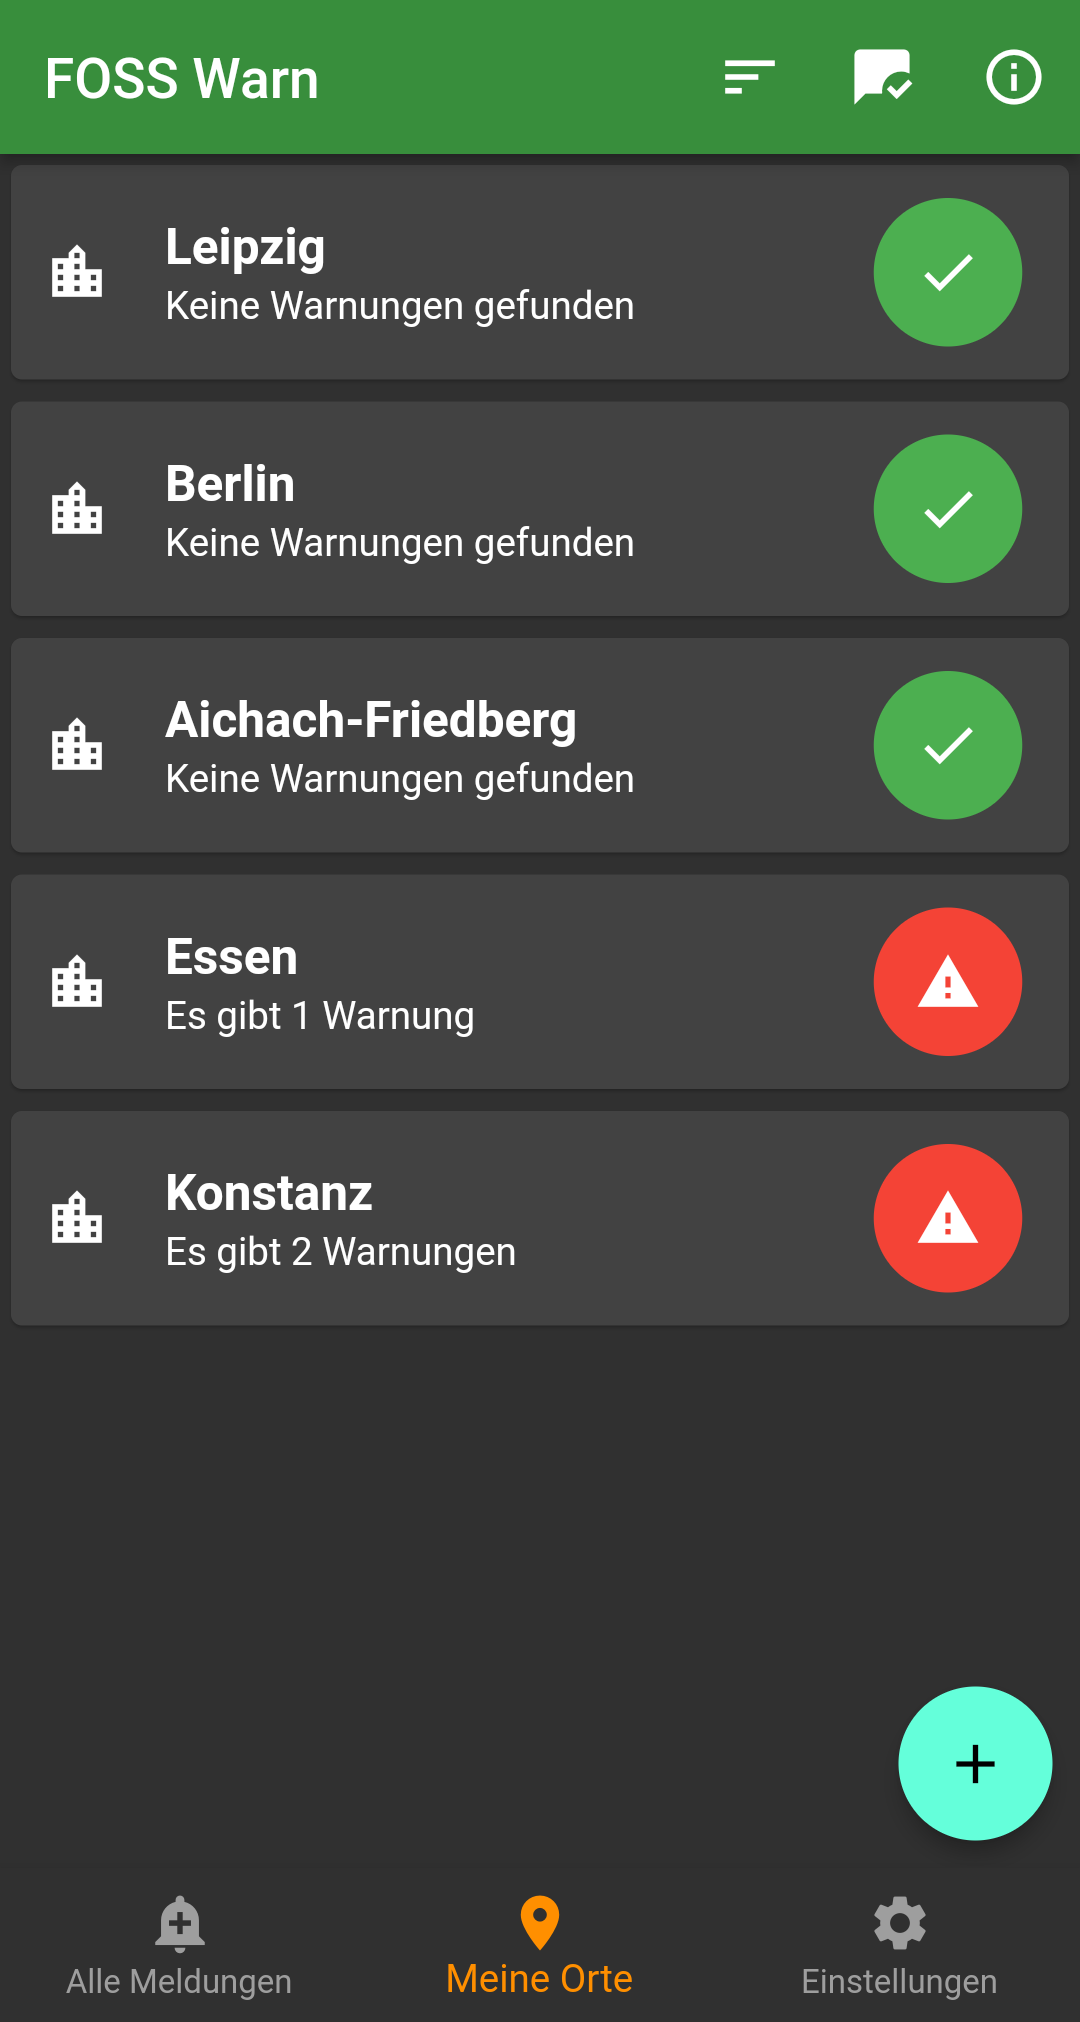 FOSS Warn
Leipzig
Keine Warnungen gefunden
Berlin
Keine Warnungen gefunden
Aichach-Friedberg
Keine Warnungen gefunden
Essen
Es gibt 1 Warnung
Konstanz
Es gibt 2 Warnungen
Alle Meldungen
Meine Orte
Einstellungen